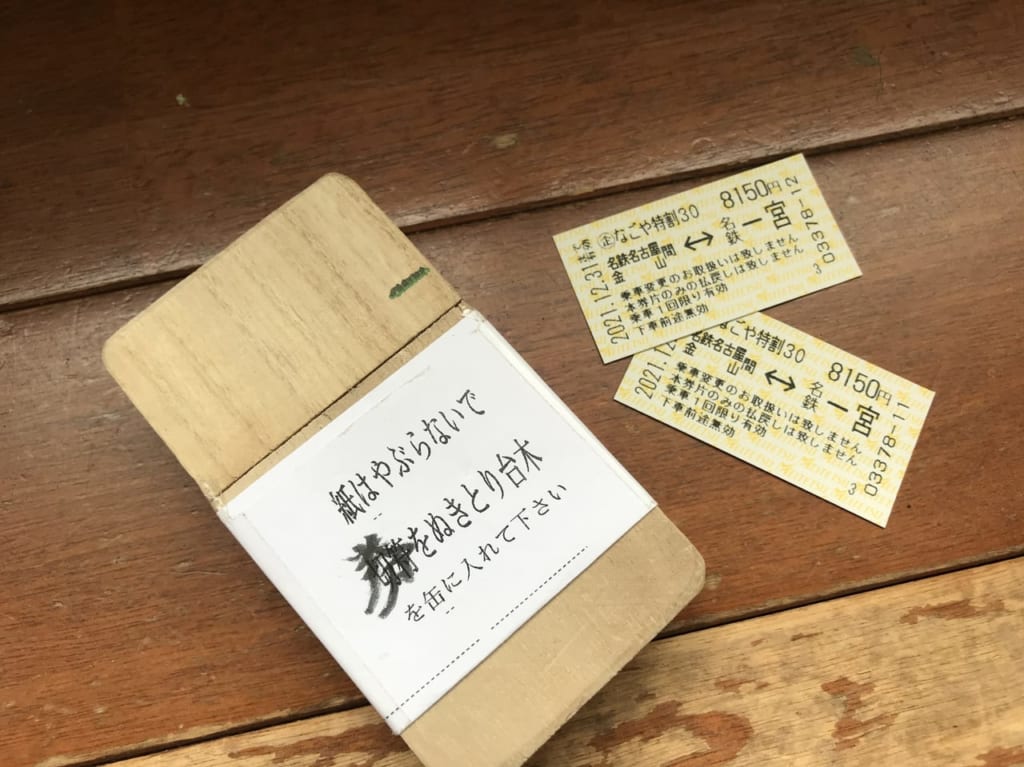 紙はやぶらないで
券をぬきとり台木
を缶に入れて下さい
㊣なごや特割30 8150円
名鉄名古屋
金山 間 ↔ 名鉄一宮
乗車変更のお取扱いは致しません
本券片のみの払戻しは致しません
乗車1回限り有効
下車前途無効
2021.12.31
3
03378-12
なごや特割30 8150円
名鉄名古屋
金山 間 ↔ 名鉄一宮
乗車変更のお取扱いは致しません
本券片のみの払戻しは致しません
乗車1回限り有効
下車前途無効
2021.1
3
03378-11